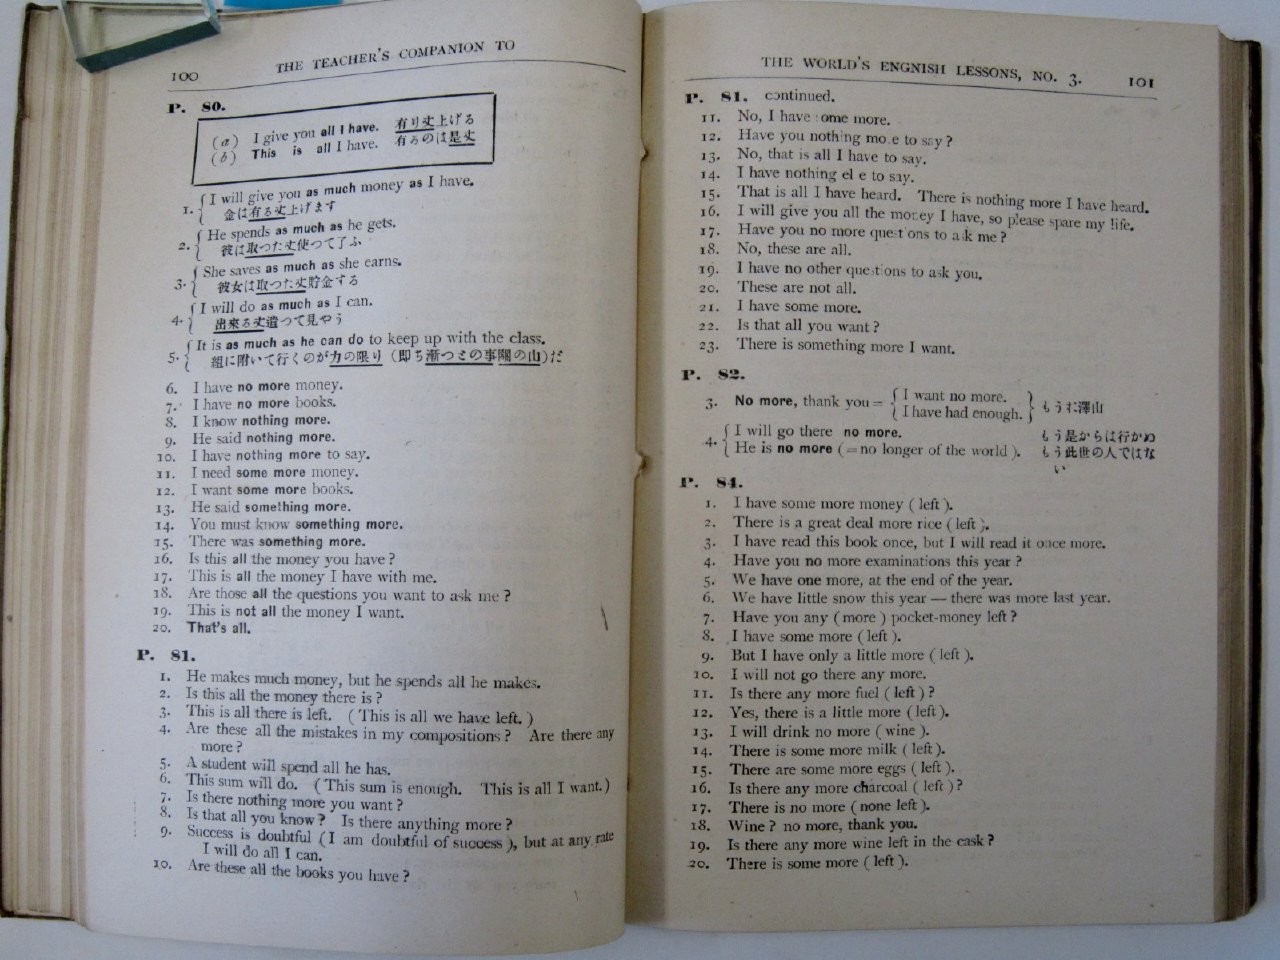 100 THE TEACHER'S COMPANION TO
P. 80.
(a) I give you all I have. 有り丈上げる
(b) This is all I have. 有るのは是丈
1. I will give you as much money as I have.
金は有る丈上げます
2. He spends as much as he gets.
彼は取つた丈使つて了ふ
3. She saves as much as she earns.
彼女は取つた丈貯金する
4. I will do as much as I can.
出來る丈遣つて見やう
5. It is as much as he can do to keep up with the class.
組に附いて行くのが力の限り (即ち漸つとの事關の山)だ
6. I have no more money.
7. I have no more books.
8. I know nothing more.
9. He said nothing more.
10. I have nothing more to say.
11. I need some more money.
12. I want some more books.
13. He said something more.
14. You must know something more.
15. There was something more.
16. Is this all the money you have?
17. This is all the money I have with me.
18. Are those all the questions you want to ask me?
19. This is not all the money I want.
20. That's all.
P. 81.
1. He makes much money, but he spends all he makes.
2. Is this all the money there is?
3. This is all there is left. (This is all we have left.)
4. Are these all the mistakes in my compositions? Are there any
more?
5. A student will spend all he has.
6. This sum will do. (This sum is enough. This is all I want.)
7. Is there nothing more you want?
8. Is that all you know? Is there anything more?
9. Success is doubtful (I am doubtful of success), but at any rate
I will do all I can.
10. Are these all the books you have?
THE WORLD'S ENGNISH LESSONS, NO. 3. 101
P. 81, continued.
11. No, I have ome more.
12. Have you nothing mo e to say?
13. No, that is all I have to say.
14. I have nothing el e to say.
15. That is all I have heard. There is nothing more I have heard.
16. I will give you all the money I have, so please spare my life.
17. Have you no more quest ons to ask me?
18. No, these are all.
19. I have no other questions to ask you.
20. These are not all.
21. I have some more.
22. Is that all you want?
23. There is something more I want.
P. 82.
3. No more, thank you = I want no more.
I have had enough. もう澤山
4. I will go there no more. もう是からは行かぬ
He is no more (= no longer of the world). もう此世の人ではな
い
P. 84.
1. I have some more money (left).
2. There is a great deal more rice (left).
3. I have read this book once, but I will read it once more.
4. Have you no more examinations this year?
5. We have one more, at the end of the year.
6. We have little snow this year — there was more last year.
7. Have you any (more) pocket-money left?
8. I have some more (left).
9. But I have only a little more (left).
10. I will not go there any more.
11. Is there any more fuel (left)?
12. Yes, there is a little more (left).
13. I will drink no more (wine).
14. There is some more milk (left).
15. There are some more eggs (left).
16. Is there any more charcoal (left)?
17. There is no more (none left).
18. Wine? no more, thank you.
19. Is there any more wine left in the cask?
20. There is some more (left).